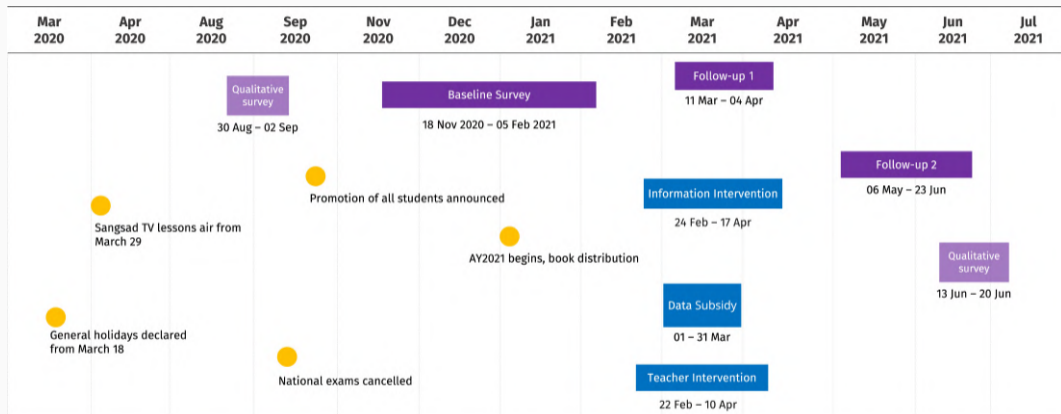 Mar Apr Aug Sep Nov Dec Jan Feb Mar Apr May Jun Jul
2020 2020 2020 2020 2020 2020 2021 2021 2021 2021 2021 2021 2021
Qualitative
survey
30 Aug – 02 Sep
Baseline Survey
18 Nov 2020 – 05 Feb 2021
Follow-up 1
11 Mar – 04 Apr
Follow-up 2
06 May – 23 Jun
Promotion of all students announced
Information Intervention
24 Feb – 17 Apr
Sangsad TV lessons air from
March 29
AY2021 begins, book distribution
Qualitative
survey
13 Jun – 20 Jun
Data Subsidy
01 – 31 Mar
General holidays declared
from March 18
National exams cancelled
Teacher Intervention
22 Feb – 10 Apr